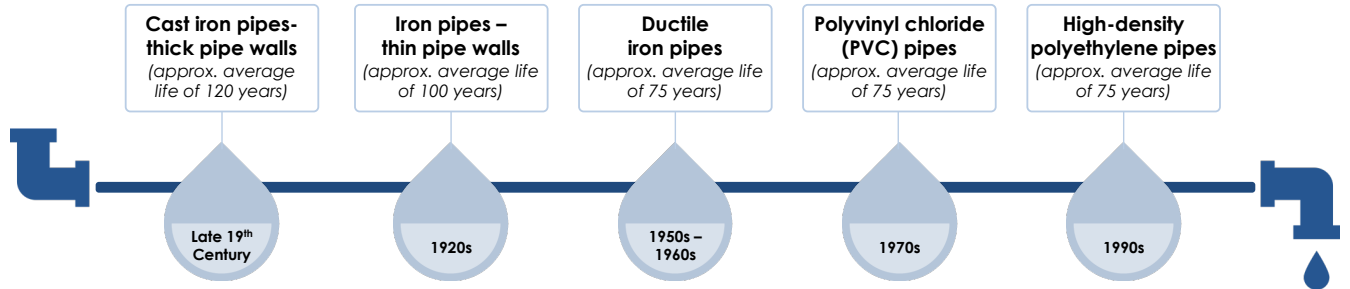 Cast iron pipes-
thick pipe walls
(approx. average
life of 120 years)
Iron pipes –
thin pipe walls
(approx. average life
of 100 years)
Ductile
iron pipes
(approx. average life
of 75 years)
Polyvinyl chloride
(PVC) pipes
(approx. average life
of 75 years)
High-density
polyethylene pipes
(approx. average life
of 75 years)
Late 19th
Century
1920s
1950s –
1960s
1970s
1990s